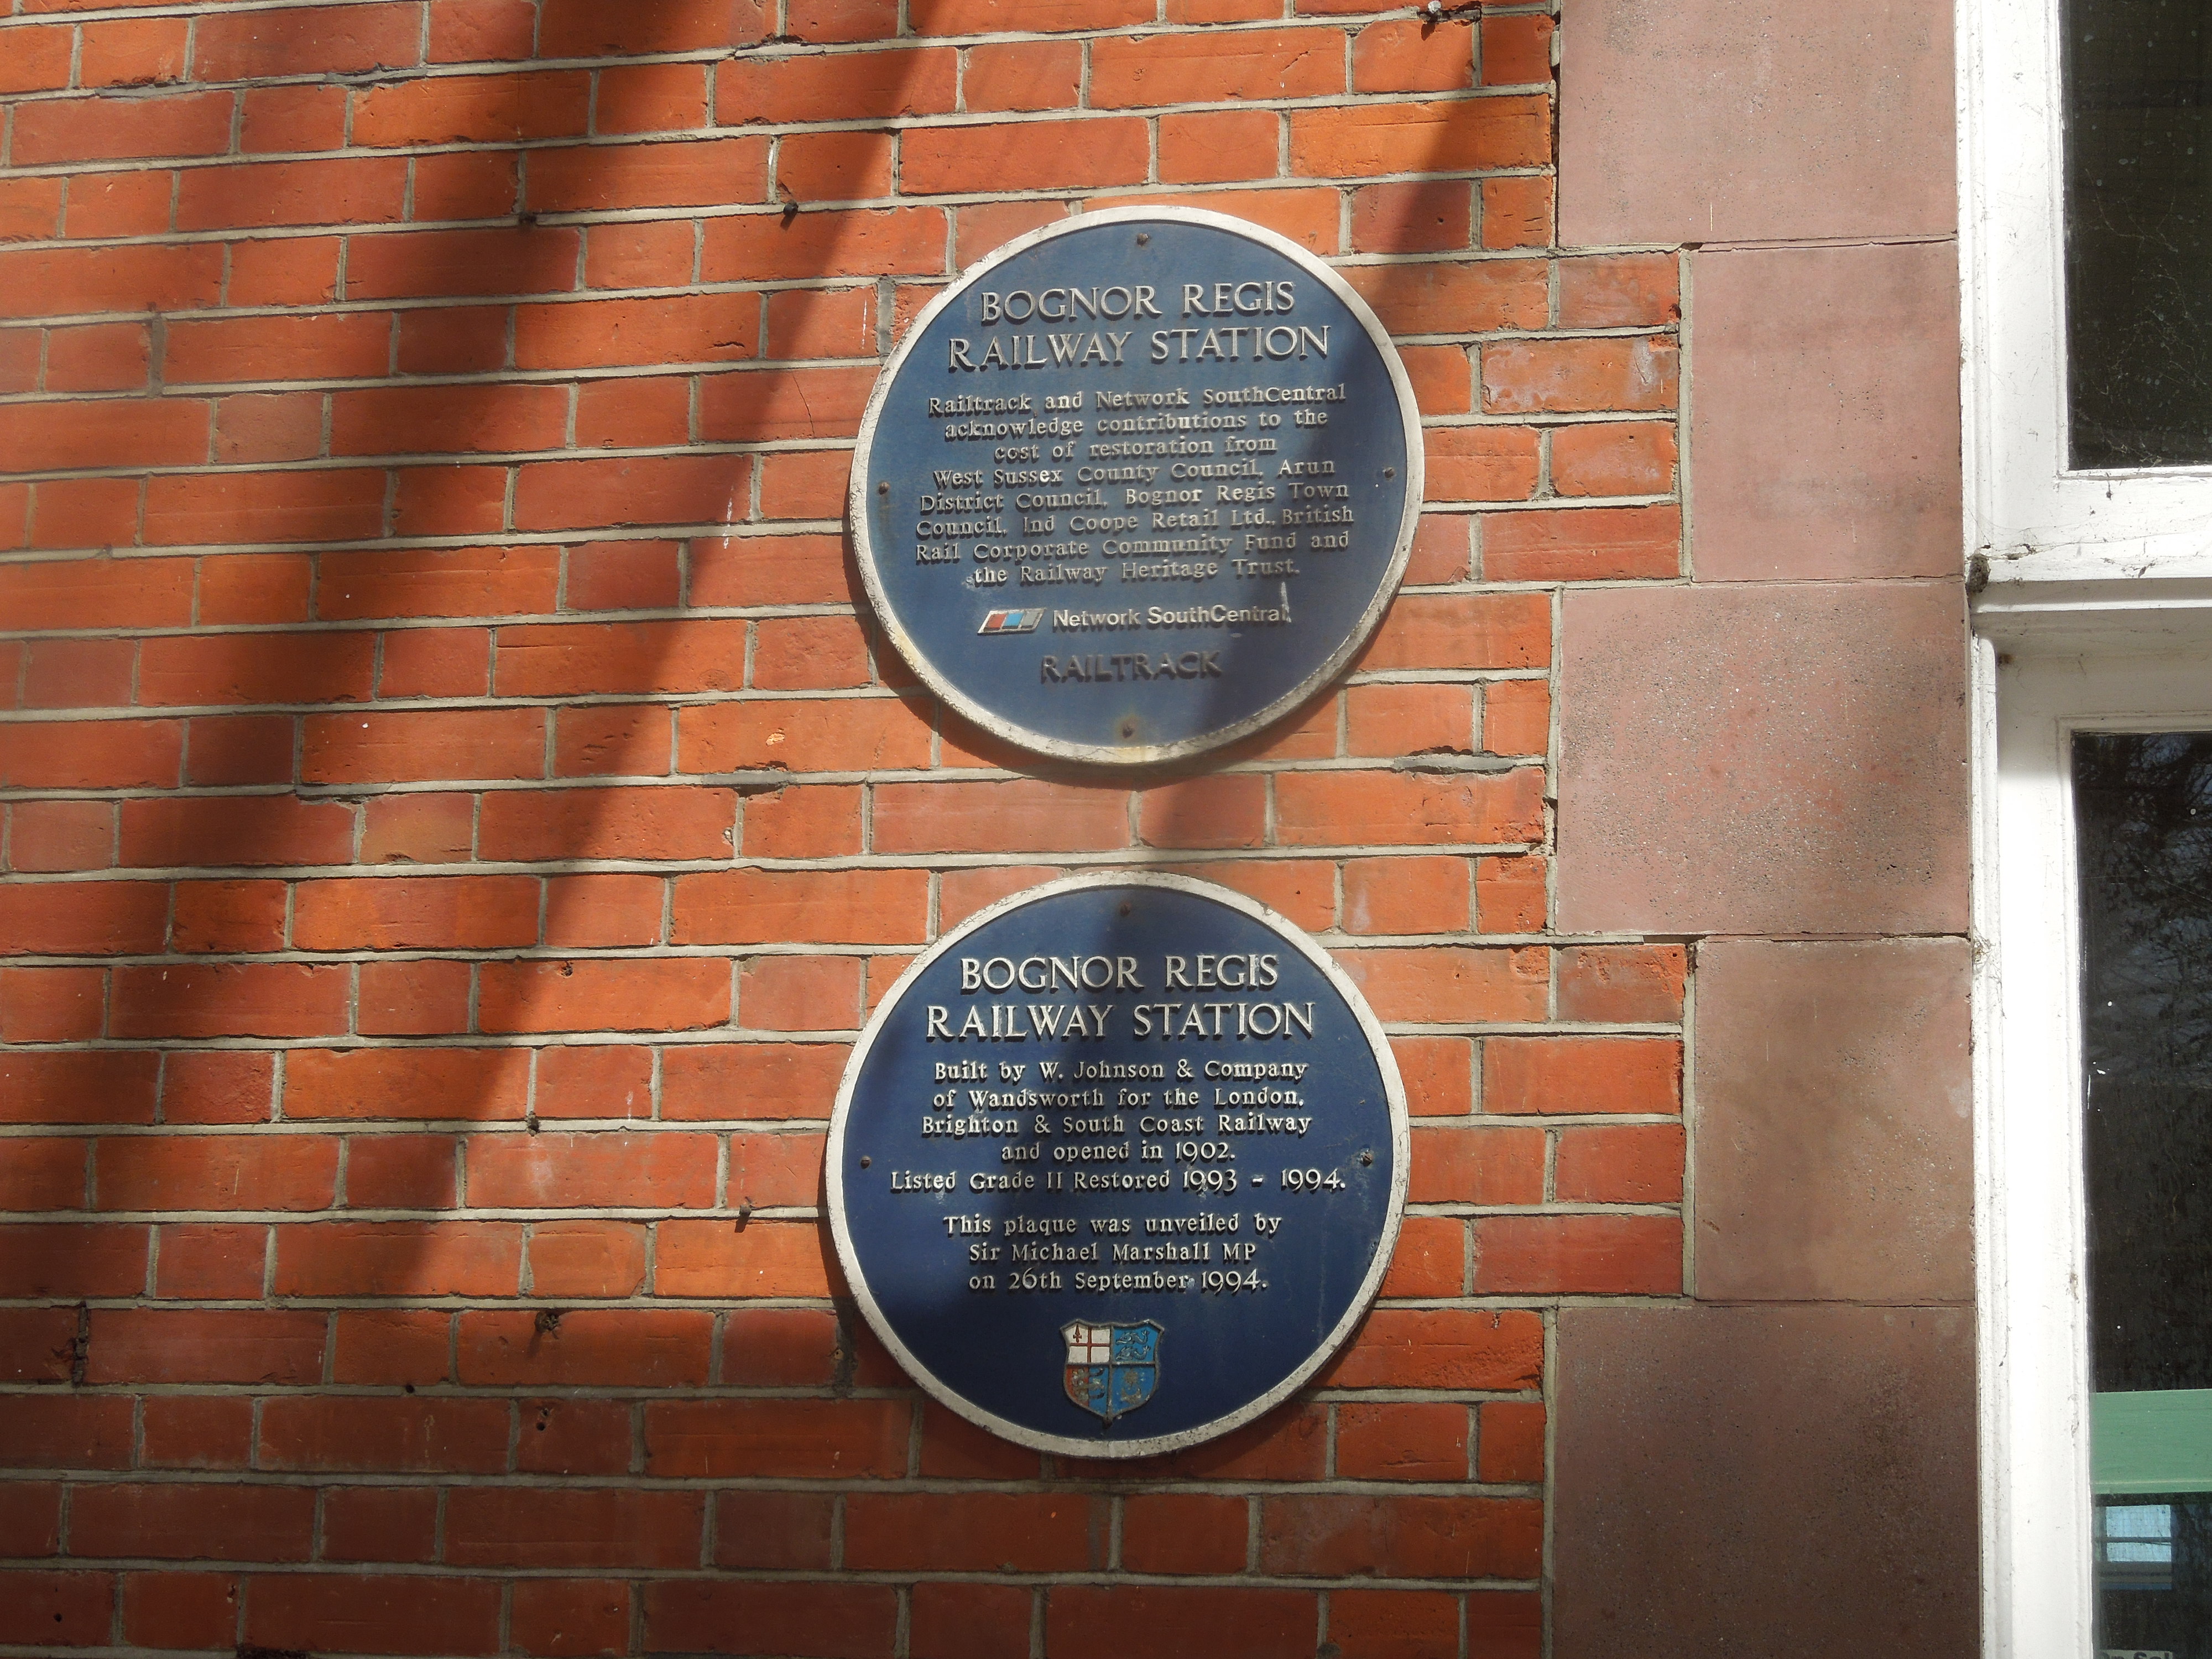 BOGNOR REGIS
RAILWAY STATION
Railtrack and Network SouthCentral
acknowledge contributions to the
cost of restoration from
West Sussex County Council, Arun
District Council, Bognor Regis Town
Council, Ind Coope Retail Ltd., British
Rail Corporate Community Fund and
the Railway Heritage Trust.
Network SouthCentral
RAILTRACK
BOGNOR REGIS
RAILWAY STATION
Built by W. Johnson & Company
of Wandsworth for the London,
Brighton & South Coast Railway
and opened in 1902.
Listed Grade II Restored 1993 - 1994.
This plaque was unveiled by
Sir Michael Marshall MP
on 26th September 1994.